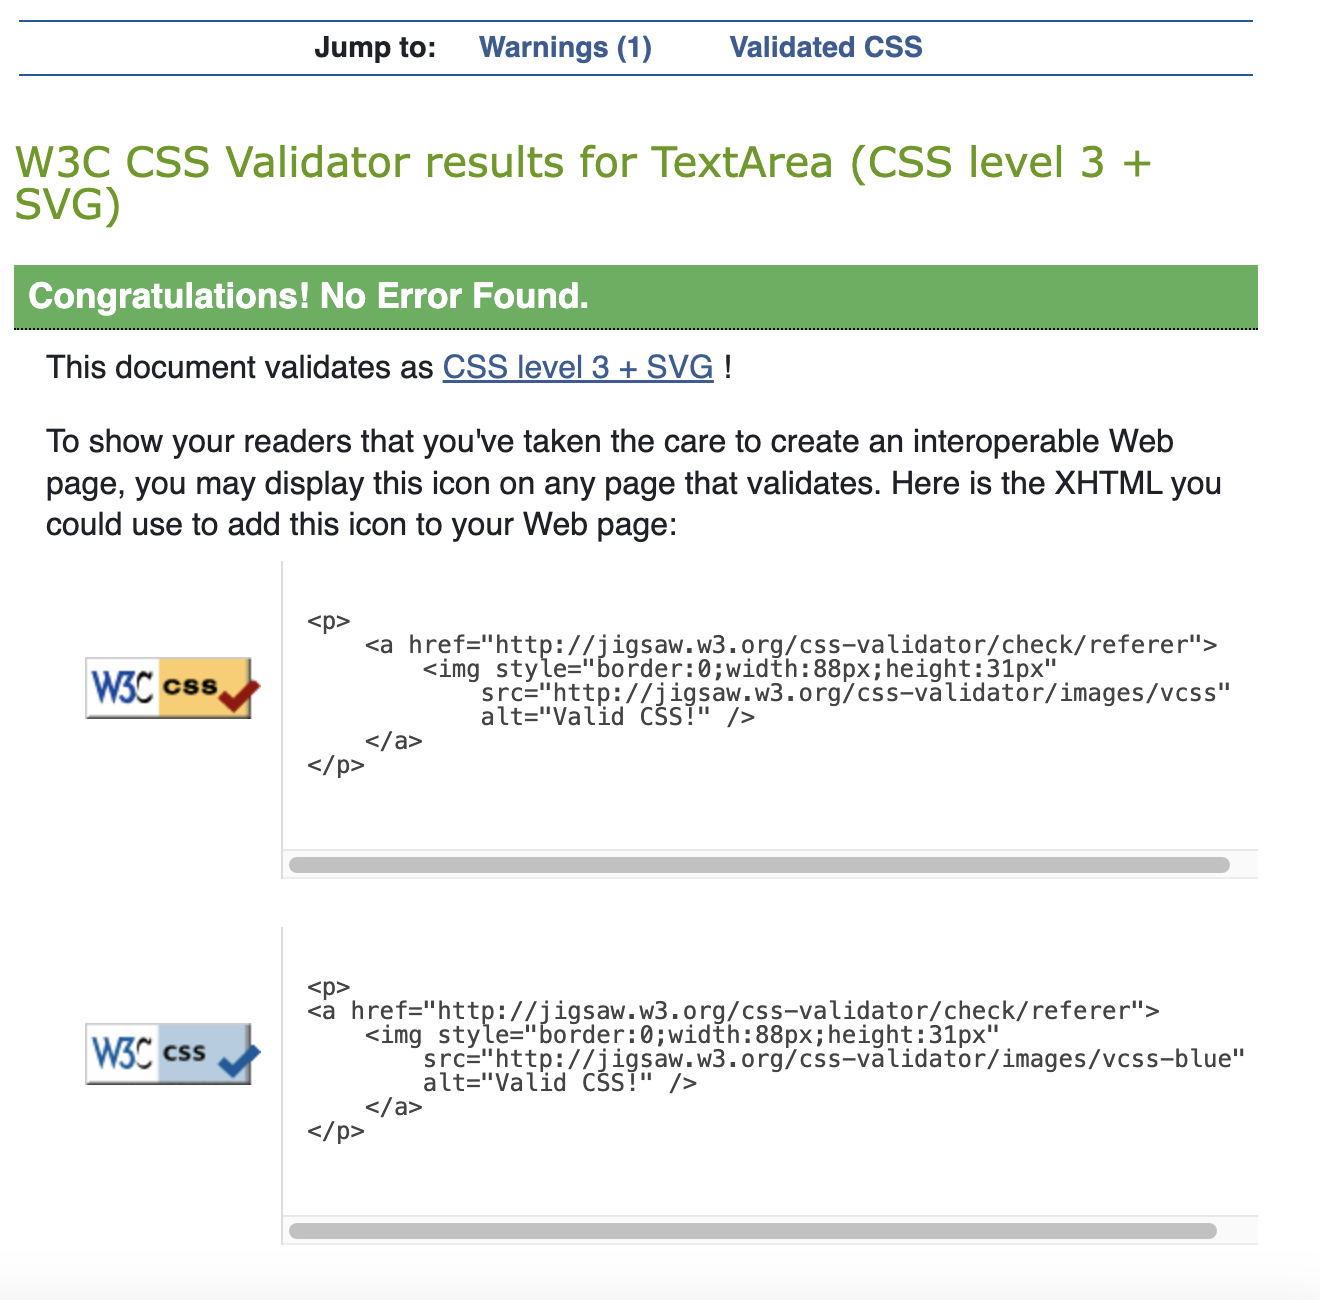 Jump to: Warnings (1) Validated CSS
W3C CSS Validator results for TextArea (CSS level 3 +
SVG)
Congratulations! No Error Found.
This document validates as CSS level 3 + SVG !
To show your readers that you've taken the care to create an interoperable Web
page, you may display this icon on any page that validates. Here is the XHTML you
could use to add this icon to your Web page:
W3C css
<p>
    <a href="http://jigsaw.w3.org/css-validator/check/referer">
        <img style="border:0;width:88px;height:31px"
            src="http://jigsaw.w3.org/css-validator/images/vcss"
            alt="Valid CSS!" />
    </a>
</p>
W3C css
<p>
<a href="http://jigsaw.w3.org/css-validator/check/referer">
    <img style="border:0;width:88px;height:31px"
        src="http://jigsaw.w3.org/css-validator/images/vcss-blue"
        alt="Valid CSS!" />
    </a>
</p>